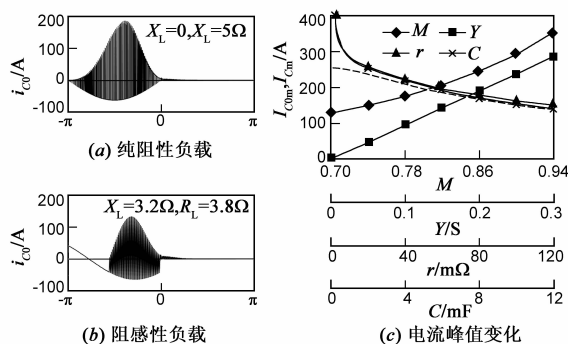 200
100
0
-100
-π
0
π
i_C0/A
X_L=0,X_L=5Ω
(a) 纯阻性负载
200
100
0
-100
-π
0
π
i_C0/A
X_L=3.2Ω,R_L=3.8Ω
(b) 阻感性负载
I_C0m,I_Cm/A
400
300
200
100
0
M Y
r C
0.70 0.78 0.86 0.94
M
0 0.1 0.2 0.3
Y/S
0 40 80 120
r/mΩ
0 4 8 12
C/mF
(c) 电流峰值变化